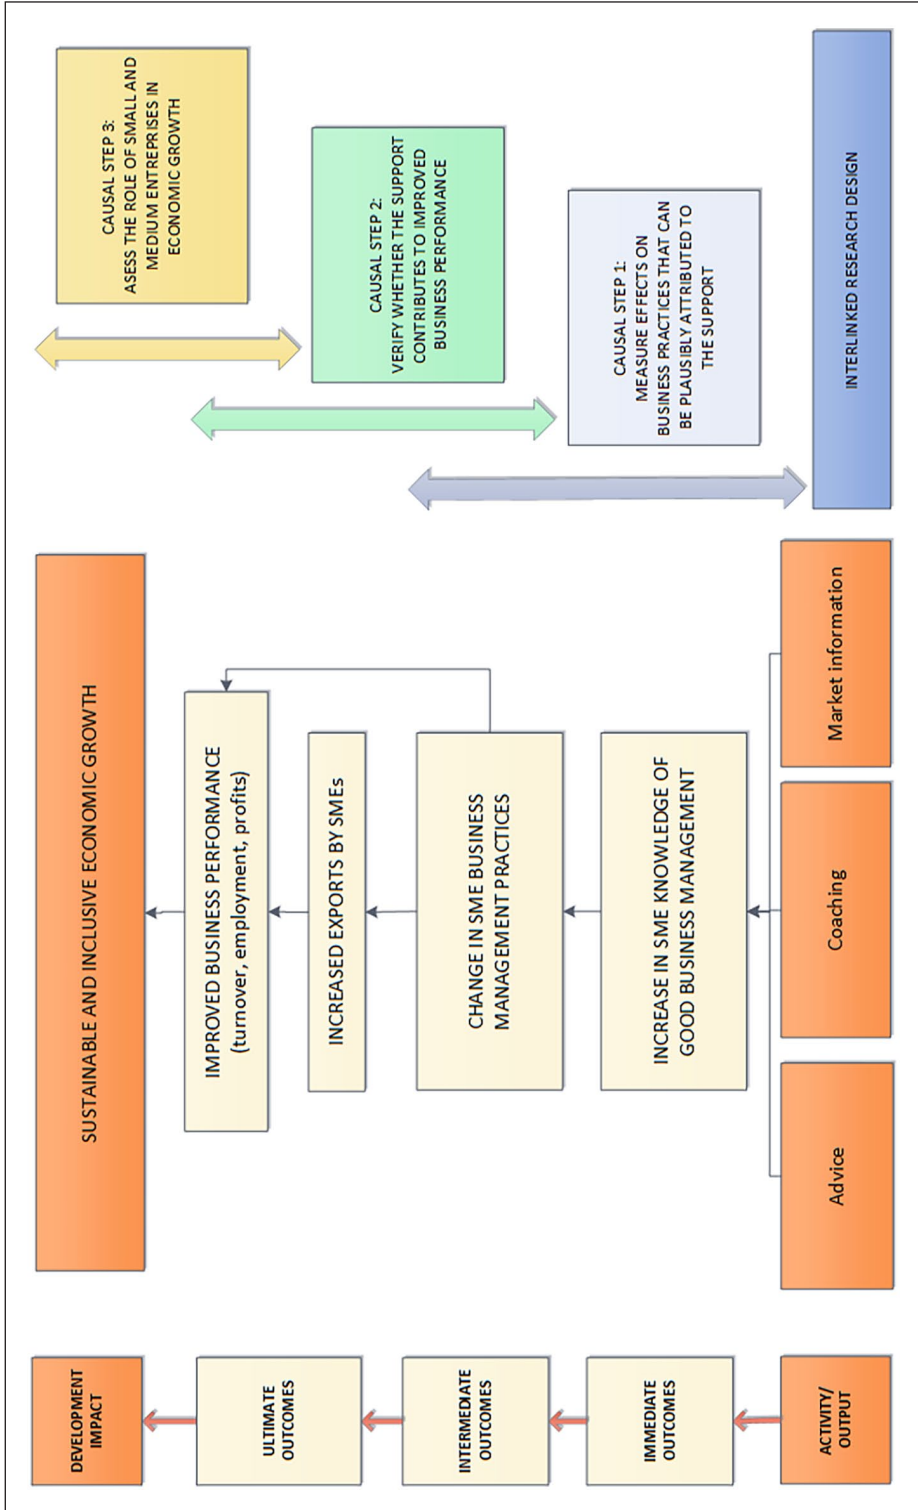 DEVELOPMENT
IMPACT
ULTIMATE
OUTCOMES
INTERMEDIATE
OUTCOMES
IMMEDIATE
OUTCOMES
ACTIVITY/
OUTPUT
SUSTAINABLE AND INCLUSIVE ECONOMIC GROWTH
IMPROVED BUSINESS PERFORMANCE
(turnover, employment, profits)
INCREASED EXPORTS BY SMEs
CHANGE IN SME BUSINESS
MANAGEMENT PRACTICES
INCREASE IN SME KNOWLEDGE OF
GOOD BUSINESS MANAGEMENT
Advice
Coaching
Market information
CAUSAL STEP 3:
ASESS THE ROLE OF SMALL AND
MEDIUM ENTREPRISES IN
ECONOMIC GROWTH
CAUSAL STEP 2:
VERIFY WHETHER THE SUPPORT
CONTRIBUTES TO IMPROVED
BUSINESS PERFORMANCE
CAUSAL STEP 1:
MEASURE EFFECTS ON
BUSINESS PRACTICES THAT CAN
BE PLAUSIBLY ATTRIBUTED TO
THE SUPPORT
INTERLINKED RESEARCH DESIGN